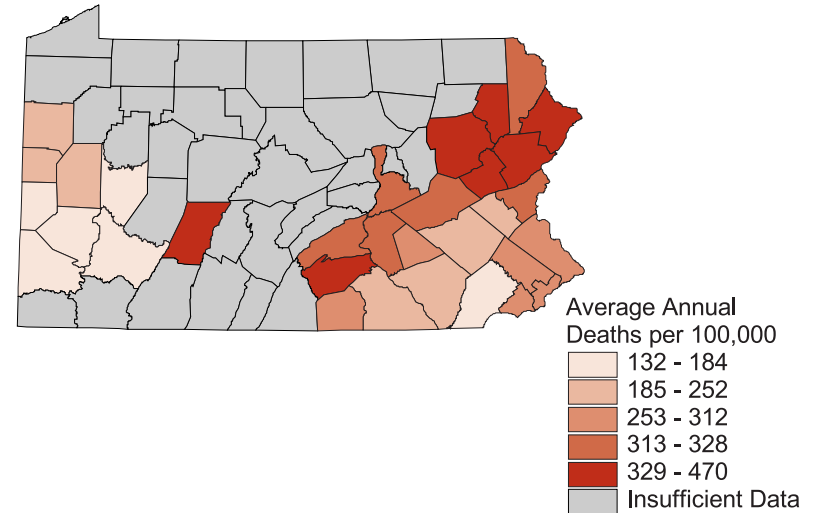 Average Annual
Deaths per 100,000
132 - 184
185 - 252
253 - 312
313 - 328
329 - 470
Insufficient Data